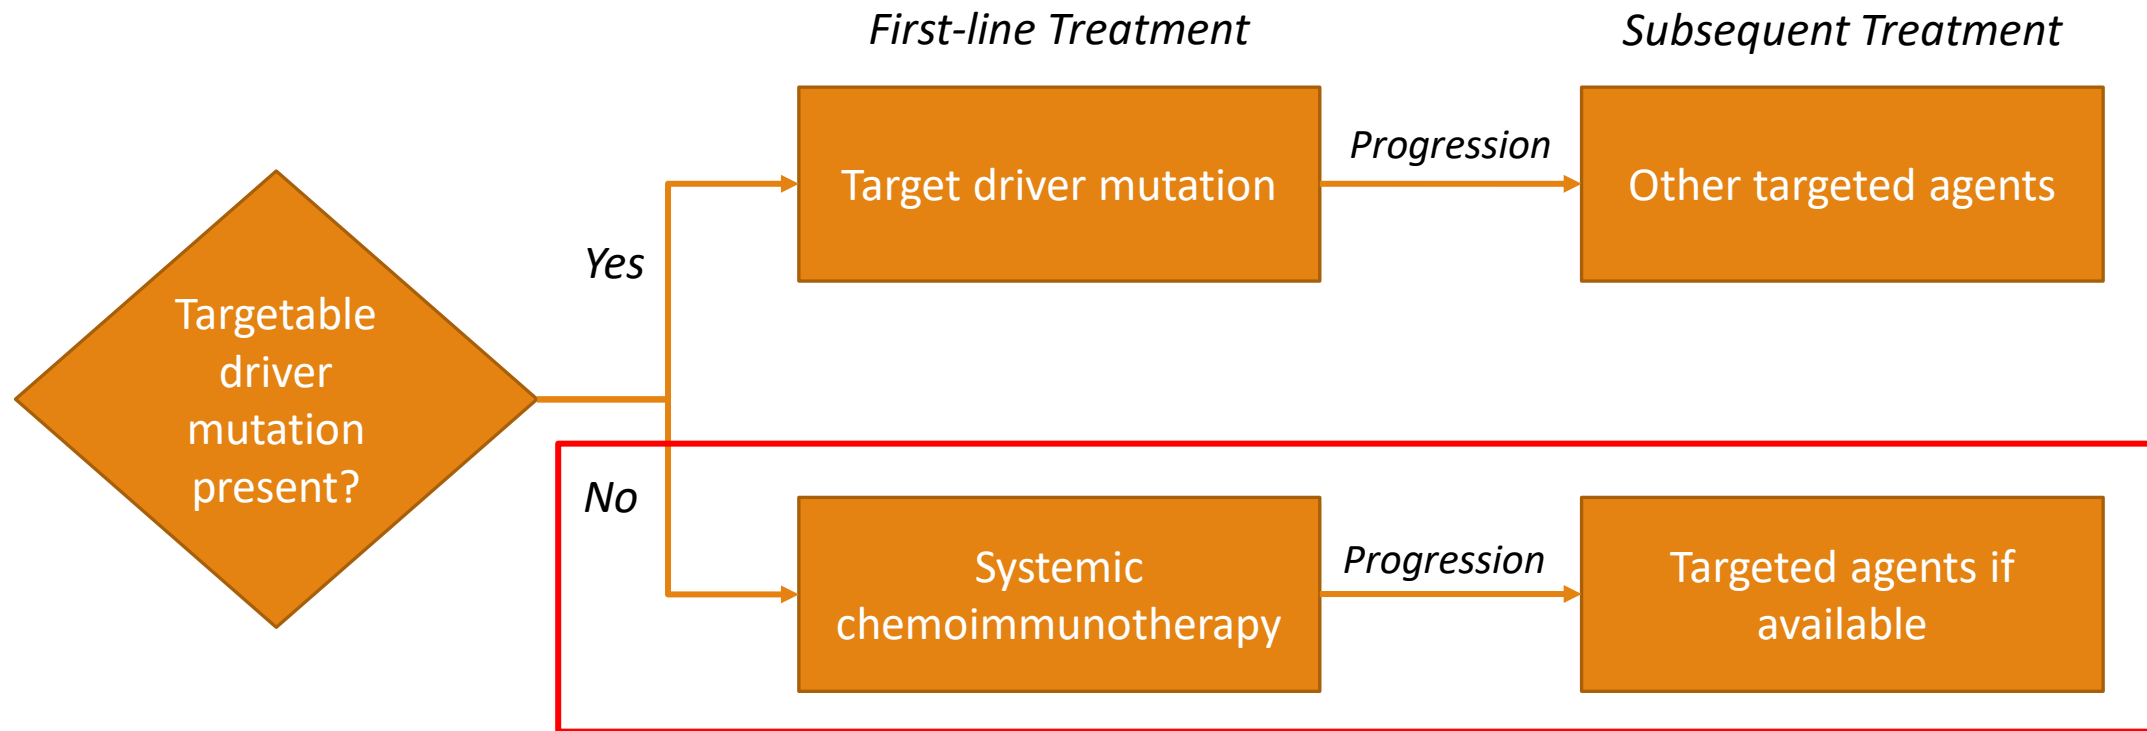 First-line Treatment
Subsequent Treatment
Targetable
driver
mutation
present?
Yes
Target driver mutation
Progression
Other targeted agents
No
Systemic
chemoimmunotherapy
Progression
Targeted agents if
available